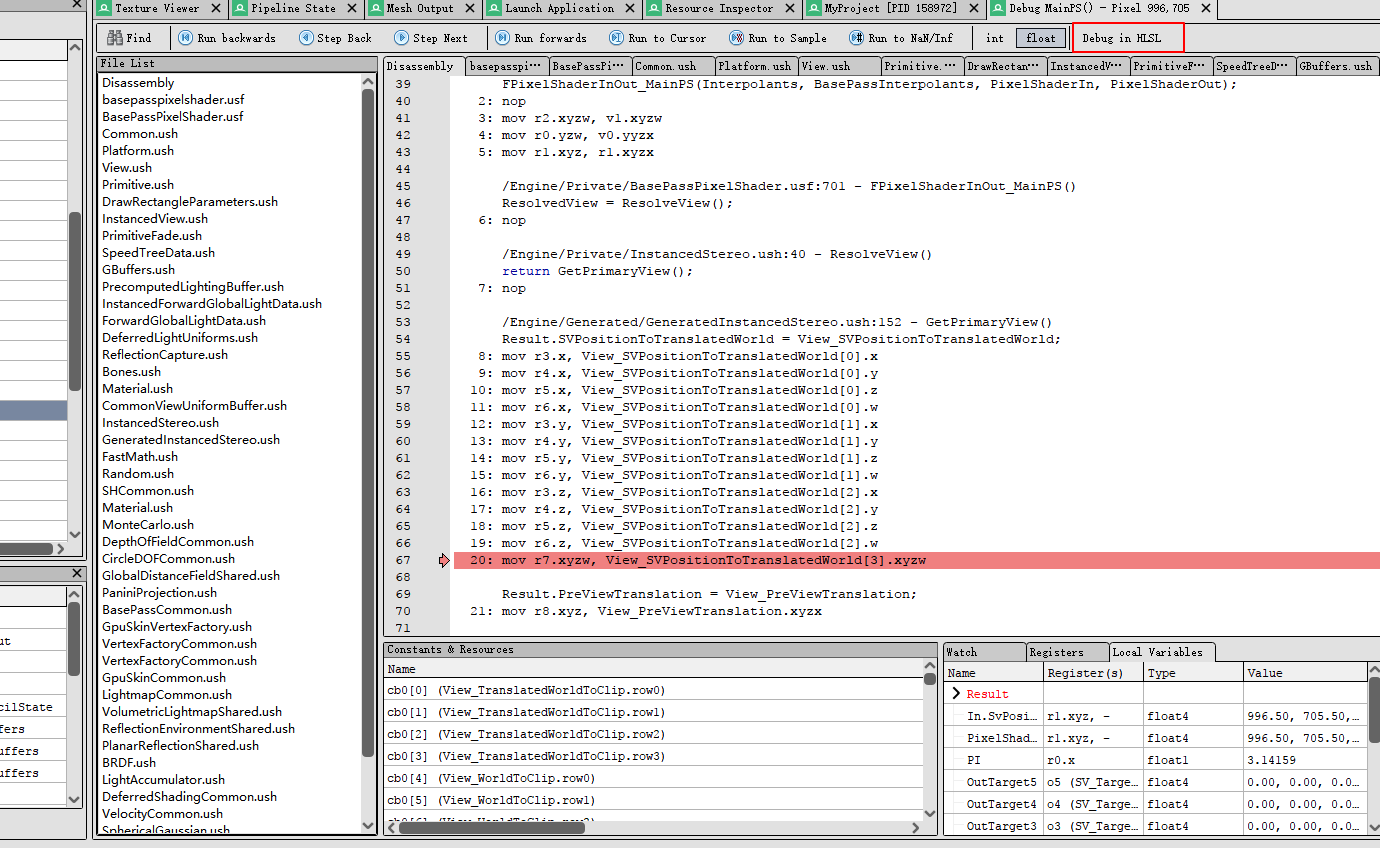 Texture Viewer
Pipeline State
Mesh Output
Launch Application
Resource Inspector
MyProject [PID 158972]
Debug MainPS() - Pixel 996,705
Find
Run backwards
Step Back
Step Next
Run forwards
Run to Cursor
Run to Sample
Run to NaN/Inf
int
float
Debug in HLSL
File List
Disassembly
basepasspixelshader.usf
BasePassPixelShader.usf
Common.ush
Platform.ush
View.ush
Primitive.ush
DrawRectangleParameters.ush
InstancedView.ush
PrimitiveFade.ush
SpeedTreeData.ush
GBuffers.ush
PrecomputedLightingBuffer.ush
InstancedForwardGlobalLightData.ush
ForwardGlobalLightData.ush
DeferredLightUniforms.ush
ReflectionCapture.ush
Bones.ush
Material.ush
CommonViewUniformBuffer.ush
InstancedStereo.ush
GeneratedInstancedStereo.ush
FastMath.ush
Random.ush
SHCommon.ush
Material.ush
MonteCarlo.ush
DepthOfFieldCommon.ush
CircleDOFCommon.ush
GlobalDistanceFieldShared.ush
PaniniProjection.ush
BasePassCommon.ush
GpuSkinVertexFactory.ush
VertexFactoryCommon.ush
VertexFactoryCommon.ush
GpuSkinCommon.ush
LightmapCommon.ush
VolumetricLightmapShared.ush
ReflectionEnvironmentShared.ush
PlanarReflectionShared.ush
BRDF.ush
LightAccumulator.ush
DeferredShadingCommon.ush
VelocityCommon.ush
SphericalGaussian.ush
ut
cilState
fers
uffers
uffers
Disassembly
basepasspi···
BasePassPi···
Common.ush
Platform.ush
View.ush
Primitive.···
DrawRectan···
InstancedV···
PrimitiveF···
SpeedTreeD···
GBuffers.ush
39 FPixelShaderInOut_MainPS(Interpolants, BasePassInterpolants, PixelShaderIn, PixelShaderOut);
40 2: nop
41 3: mov r2.xyzw, v1.xyzw
42 4: mov r0.yzw, v0.yyzx
43 5: mov r1.xyz, r1.xyzx
44
45 /Engine/Private/BasePassPixelShader.usf:701 - FPixelShaderInOut_MainPS()
46 ResolvedView = ResolveView();
47 6: nop
48
49 /Engine/Private/InstancedStereo.ush:40 - ResolveView()
50 return GetPrimaryView();
51 7: nop
52
53 /Engine/Generated/GeneratedInstancedStereo.ush:152 - GetPrimaryView()
54 Result.SVPositionToTranslatedWorld = View_SVPositionToTranslatedWorld;
55 8: mov r3.x, View_SVPositionToTranslatedWorld[0].x
56 9: mov r4.x, View_SVPositionToTranslatedWorld[0].y
57 10: mov r5.x, View_SVPositionToTranslatedWorld[0].z
58 11: mov r6.x, View_SVPositionToTranslatedWorld[0].w
59 12: mov r3.y, View_SVPositionToTranslatedWorld[1].x
60 13: mov r4.y, View_SVPositionToTranslatedWorld[1].y
61 14: mov r5.y, View_SVPositionToTranslatedWorld[1].z
62 15: mov r6.y, View_SVPositionToTranslatedWorld[1].w
63 16: mov r3.z, View_SVPositionToTranslatedWorld[2].x
64 17: mov r4.z, View_SVPositionToTranslatedWorld[2].y
65 18: mov r5.z, View_SVPositionToTranslatedWorld[2].z
66 19: mov r6.z, View_SVPositionToTranslatedWorld[2].w
67 20: mov r7.xyzw, View_SVPositionToTranslatedWorld[3].xyzw
68
69 Result.PreViewTranslation = View_PreViewTranslation;
70 21: mov r8.xyz, View_PreViewTranslation.xyzx
71
Constants & Resources
Name
cb0[0] (View_TranslatedWorldToClip.row0)
cb0[1] (View_TranslatedWorldToClip.row1)
cb0[2] (View_TranslatedWorldToClip.row2)
cb0[3] (View_TranslatedWorldToClip.row3)
cb0[4] (View_WorldToClip.row0)
cb0[5] (View_WorldToClip.row1)
cb0[6] (View_WorldToClip.row2)
Watch
Registers
Local Variables
Name Register(s) Type Value
Result
In.SvPosi... r1.xyz, - float4 996.50, 705.50,...
PixelShad... r1.xyz, - float4 996.50, 705.50,...
PI r0.x float1 3.14159
OutTarget5 o5 (SV_Targe... float4 0.00, 0.00, 0.0...
OutTarget4 o4 (SV_Targe... float4 0.00, 0.00, 0.0...
OutTarget3 o3 (SV_Targe... float4 0.00, 0.00, 0.0...